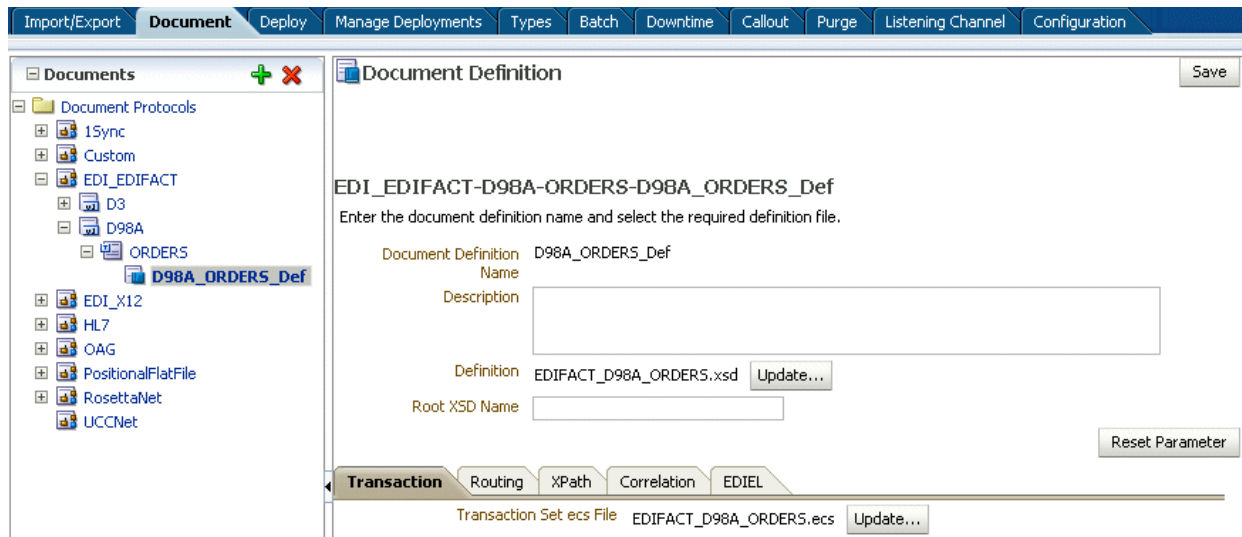 Import/Export Document Deploy Manage Deployments Types Batch Downtime Callout Purge Listening Channel Configuration
Documents
Document Protocols
1Sync
Custom
EDI_EDIFACT
D3
D98A
ORDERS
D98A_ORDERS_Def
EDI_X12
HL7
OAG
PositionalFlatFile
RosettaNet
UCCNet
Document Definition Save
EDI_EDIFACT-D98A-ORDERS-D98A_ORDERS_Def
Enter the document definition name and select the required definition file.
Document Definition D98A_ORDERS_Def
Name
Description
Definition EDIFACT_D98A_ORDERS.xsd Update...
Root XSD Name
Reset Parameter
Transaction Routing XPath Correlation EDIEL
Transaction Set ecs File EDIFACT_D98A_ORDERS.ecs Update...